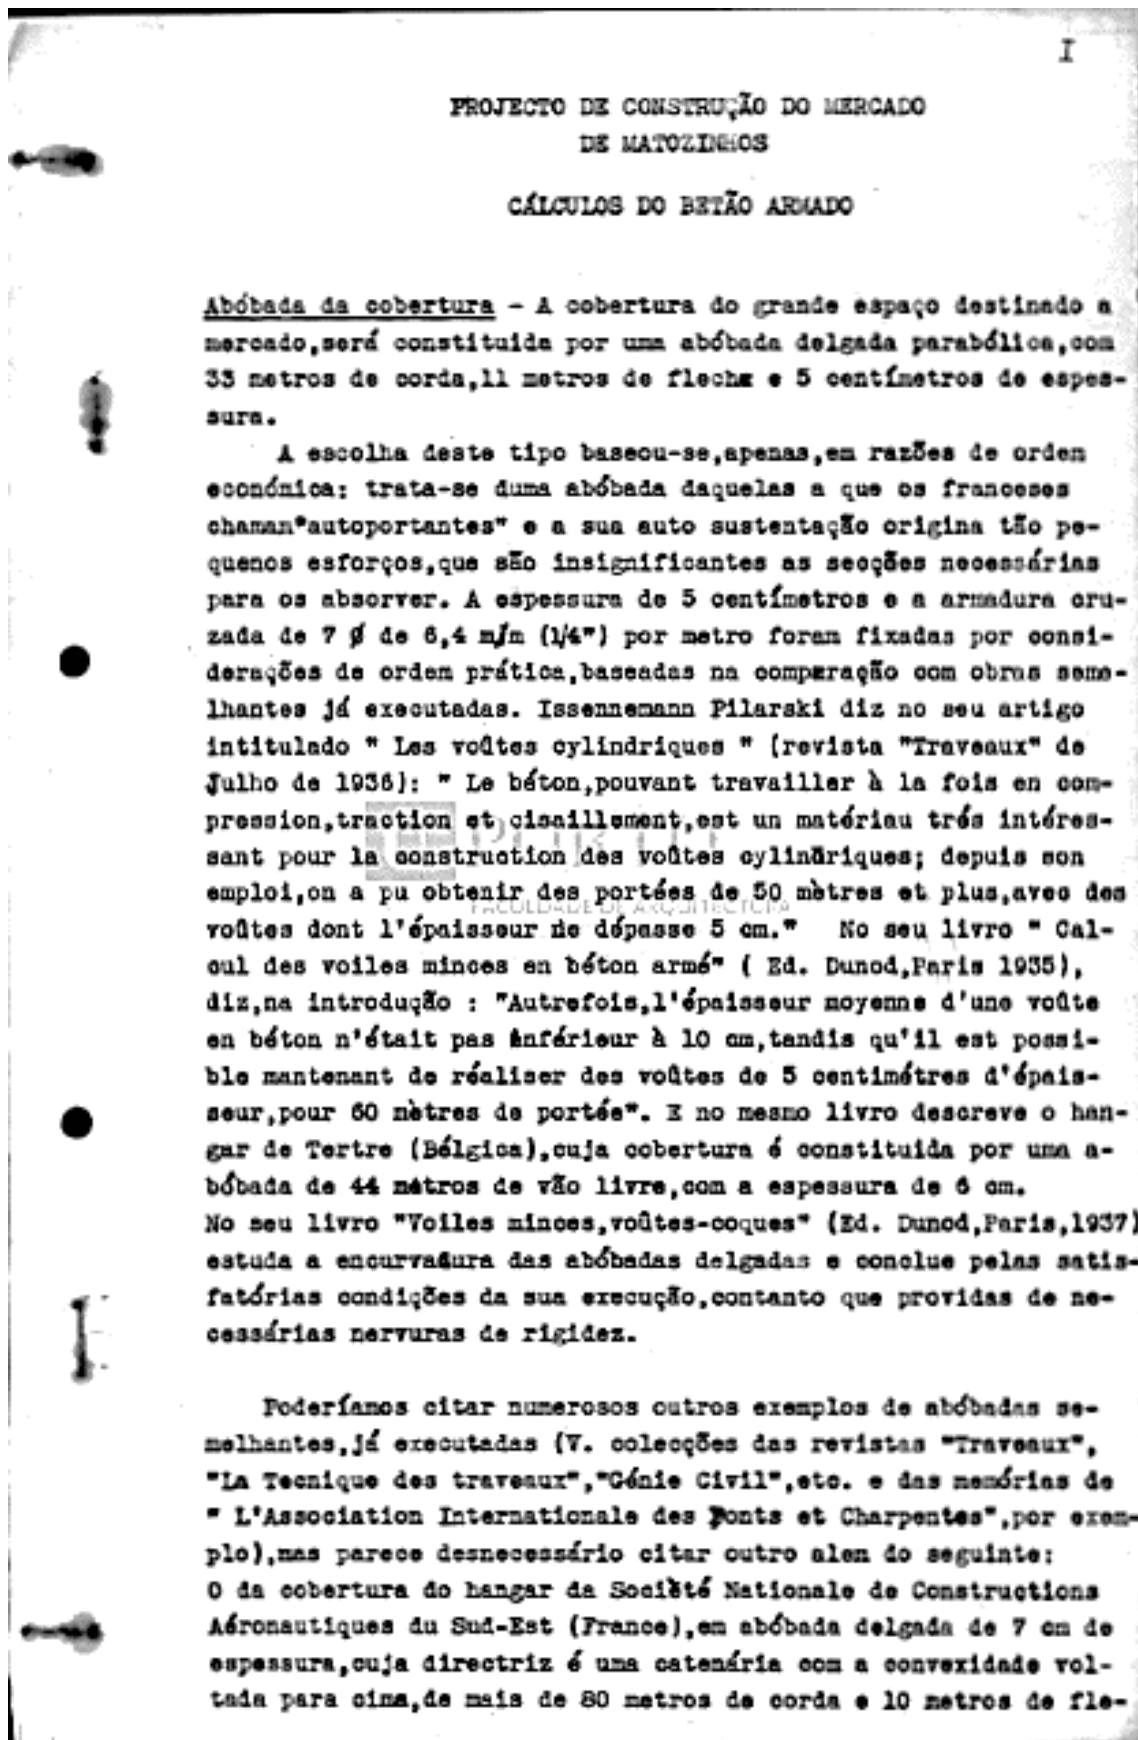 I
PROJECTO DE CONSTRUÇÃO DO MERCADO
DE MATOZINHOS
CÁLCULOS DO BETÃO ARMADO
Abóbada da cobertura - A cobertura do grande espaço destinado a
mercado,será constituida por uma abóbada delgada parabólica,com
33 metros de corda,11 metros de flecha e 5 centímetros de espes-
sura.
A escolha deste tipo baseou-se,apenas,em razões de orden
económica: trata-se duma abóbada daquelas a que os franceses
chaman"autoportantes" e a sua auto sustentação origina tão pe-
quenos esforços,que são insignificantes as secções necessárias
para os absorver. A espessura de 5 centímetros e a armadura cru-
zada de 7 ø de 6,4 m/m (1/4") por metro foram fixadas por consi-
derações de ordem prática,baseadas na comparação com obras seme-
lhantes já executadas. Issennemann Pilarski diz no seu artigo
intitulado " Les voûtes cylindriques " (revista "Traveaux" de
Julho de 1936): " Le béton,pouvant travailler à la fois en com-
pression,traction et cisaillement,est un matériau trés intéres-
sant pour la construction des voûtes cylindriques; depuis son
emploi,on a pu obtenir des portées de 50 mètres et plus,avec des
PORTO
FACULDADE DE ARQUITECTURA
voûtes dont l'épaisseur ne dépasse 5 cm." No seu livro " Cal-
cul des voiles minces en béton armé" ( Ed. Dunod,Paris 1935),
diz,na introdução : "Autrefois,l'épaisseur moyenne d'une voûte
en béton n'était pas inférieur à 10 cm,tandis qu'il est possi-
ble mantenant de réaliser des voûtes de 5 centimétres d'épais-
seur,pour 60 mètres de portée". E no mesmo livro descreve o han-
gar de Tertre (Bélgica),cuja cobertura é constituida por uma a-
bóbada de 44 métros de vão livre,com a espessura de 6 cm.
No seu livro "Voiles minces,voûtes-coques" (Ed. Dunod,Paris,1937)
estuda a encurvadura das abóbadas delgadas e conclue pelas satis-
fatórias condições da sua execução,contanto que providas de ne-
cessárias nervuras de rigidez.
Poderíamos citar numerosos outros exemplos de abóbadas se-
melhantes,já executadas (V. colecções das revistas "Traveaux",
"La Tecnique des traveaux","Génie Civil",etc. e das memórias de
" L'Association Internationale des Ponts et Charpentes",por exem-
plo),mas parece desnecessário citar outro alem do seguinte:
O da cobertura do hangar da Socièté Nationale de Constructions
Aéronautiques du Sud-Est (France),em abóbada delgada de 7 cm de
espessura,cuja directriz é uma catenária com a convexidade vol-
tada para cima,de mais de 80 metros de corda e 10 metros de fle-